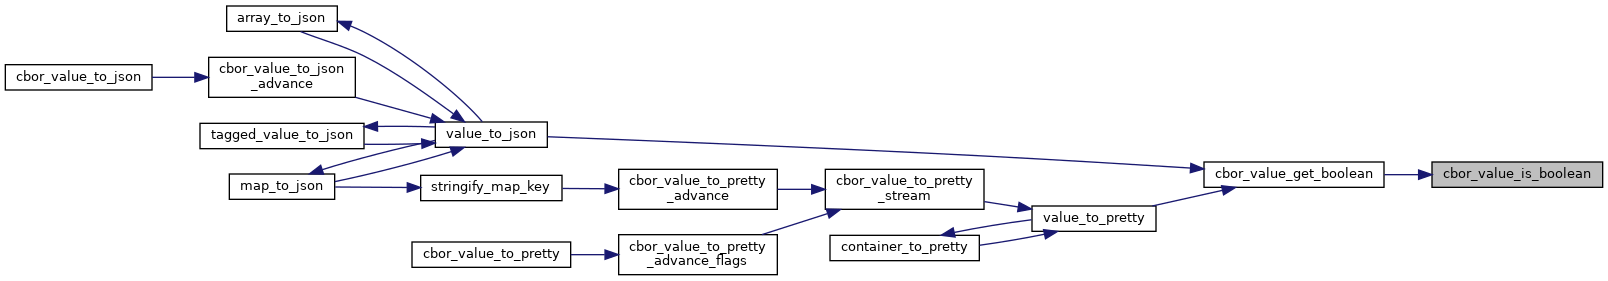 array_to_json
cbor_value_to_json
cbor_value_to_json
_advance
tagged_value_to_json
map_to_json
value_to_json
stringify_map_key
cbor_value_to_pretty
cbor_value_to_pretty
_advance
cbor_value_to_pretty
_advance_flags
cbor_value_to_pretty
_stream
container_to_pretty
value_to_pretty
cbor_value_get_boolean
cbor_value_is_boolean